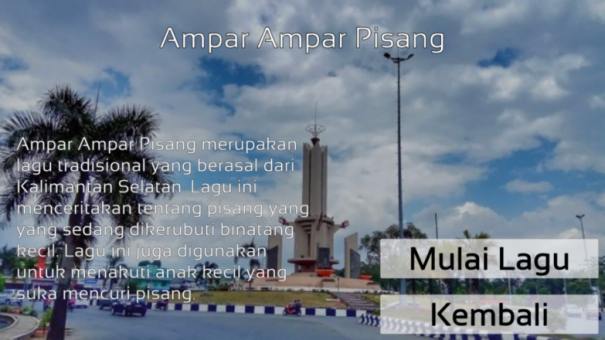 Ampar Ampar Pisang
Ampar Ampar Pisang merupakan
lagu tradisional yang berasal dari
Kalimantan Selatan. Lagu ini
menceritakan tentang pisang yang
yang sedang dikerubuti binatang
kecil. Lagu ini juga digunakan
untuk menakuti anak kecil yang
suka mencuri pisang
Mulai Lagu
Kembali